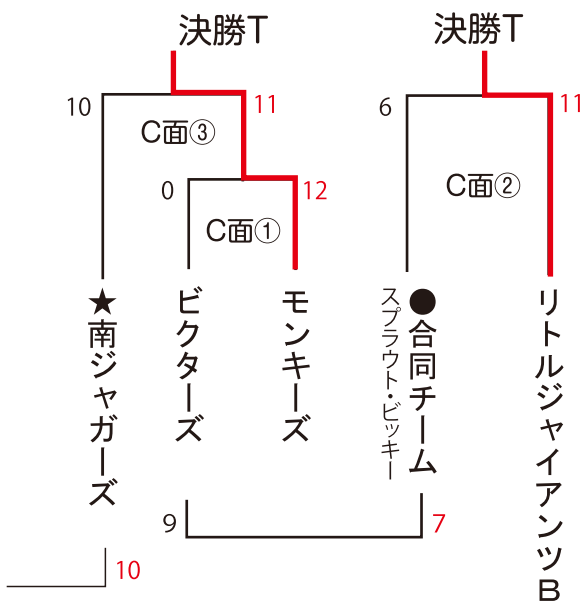 決勝T
決勝T
10
11
6
11
C面③
0
12
C面②
C面①
★南ジャガーズ
ビクターズ
モンキーズ
●合同チーム
スプラウト・ビッキー
リトルジャイアンツB
9
7
10